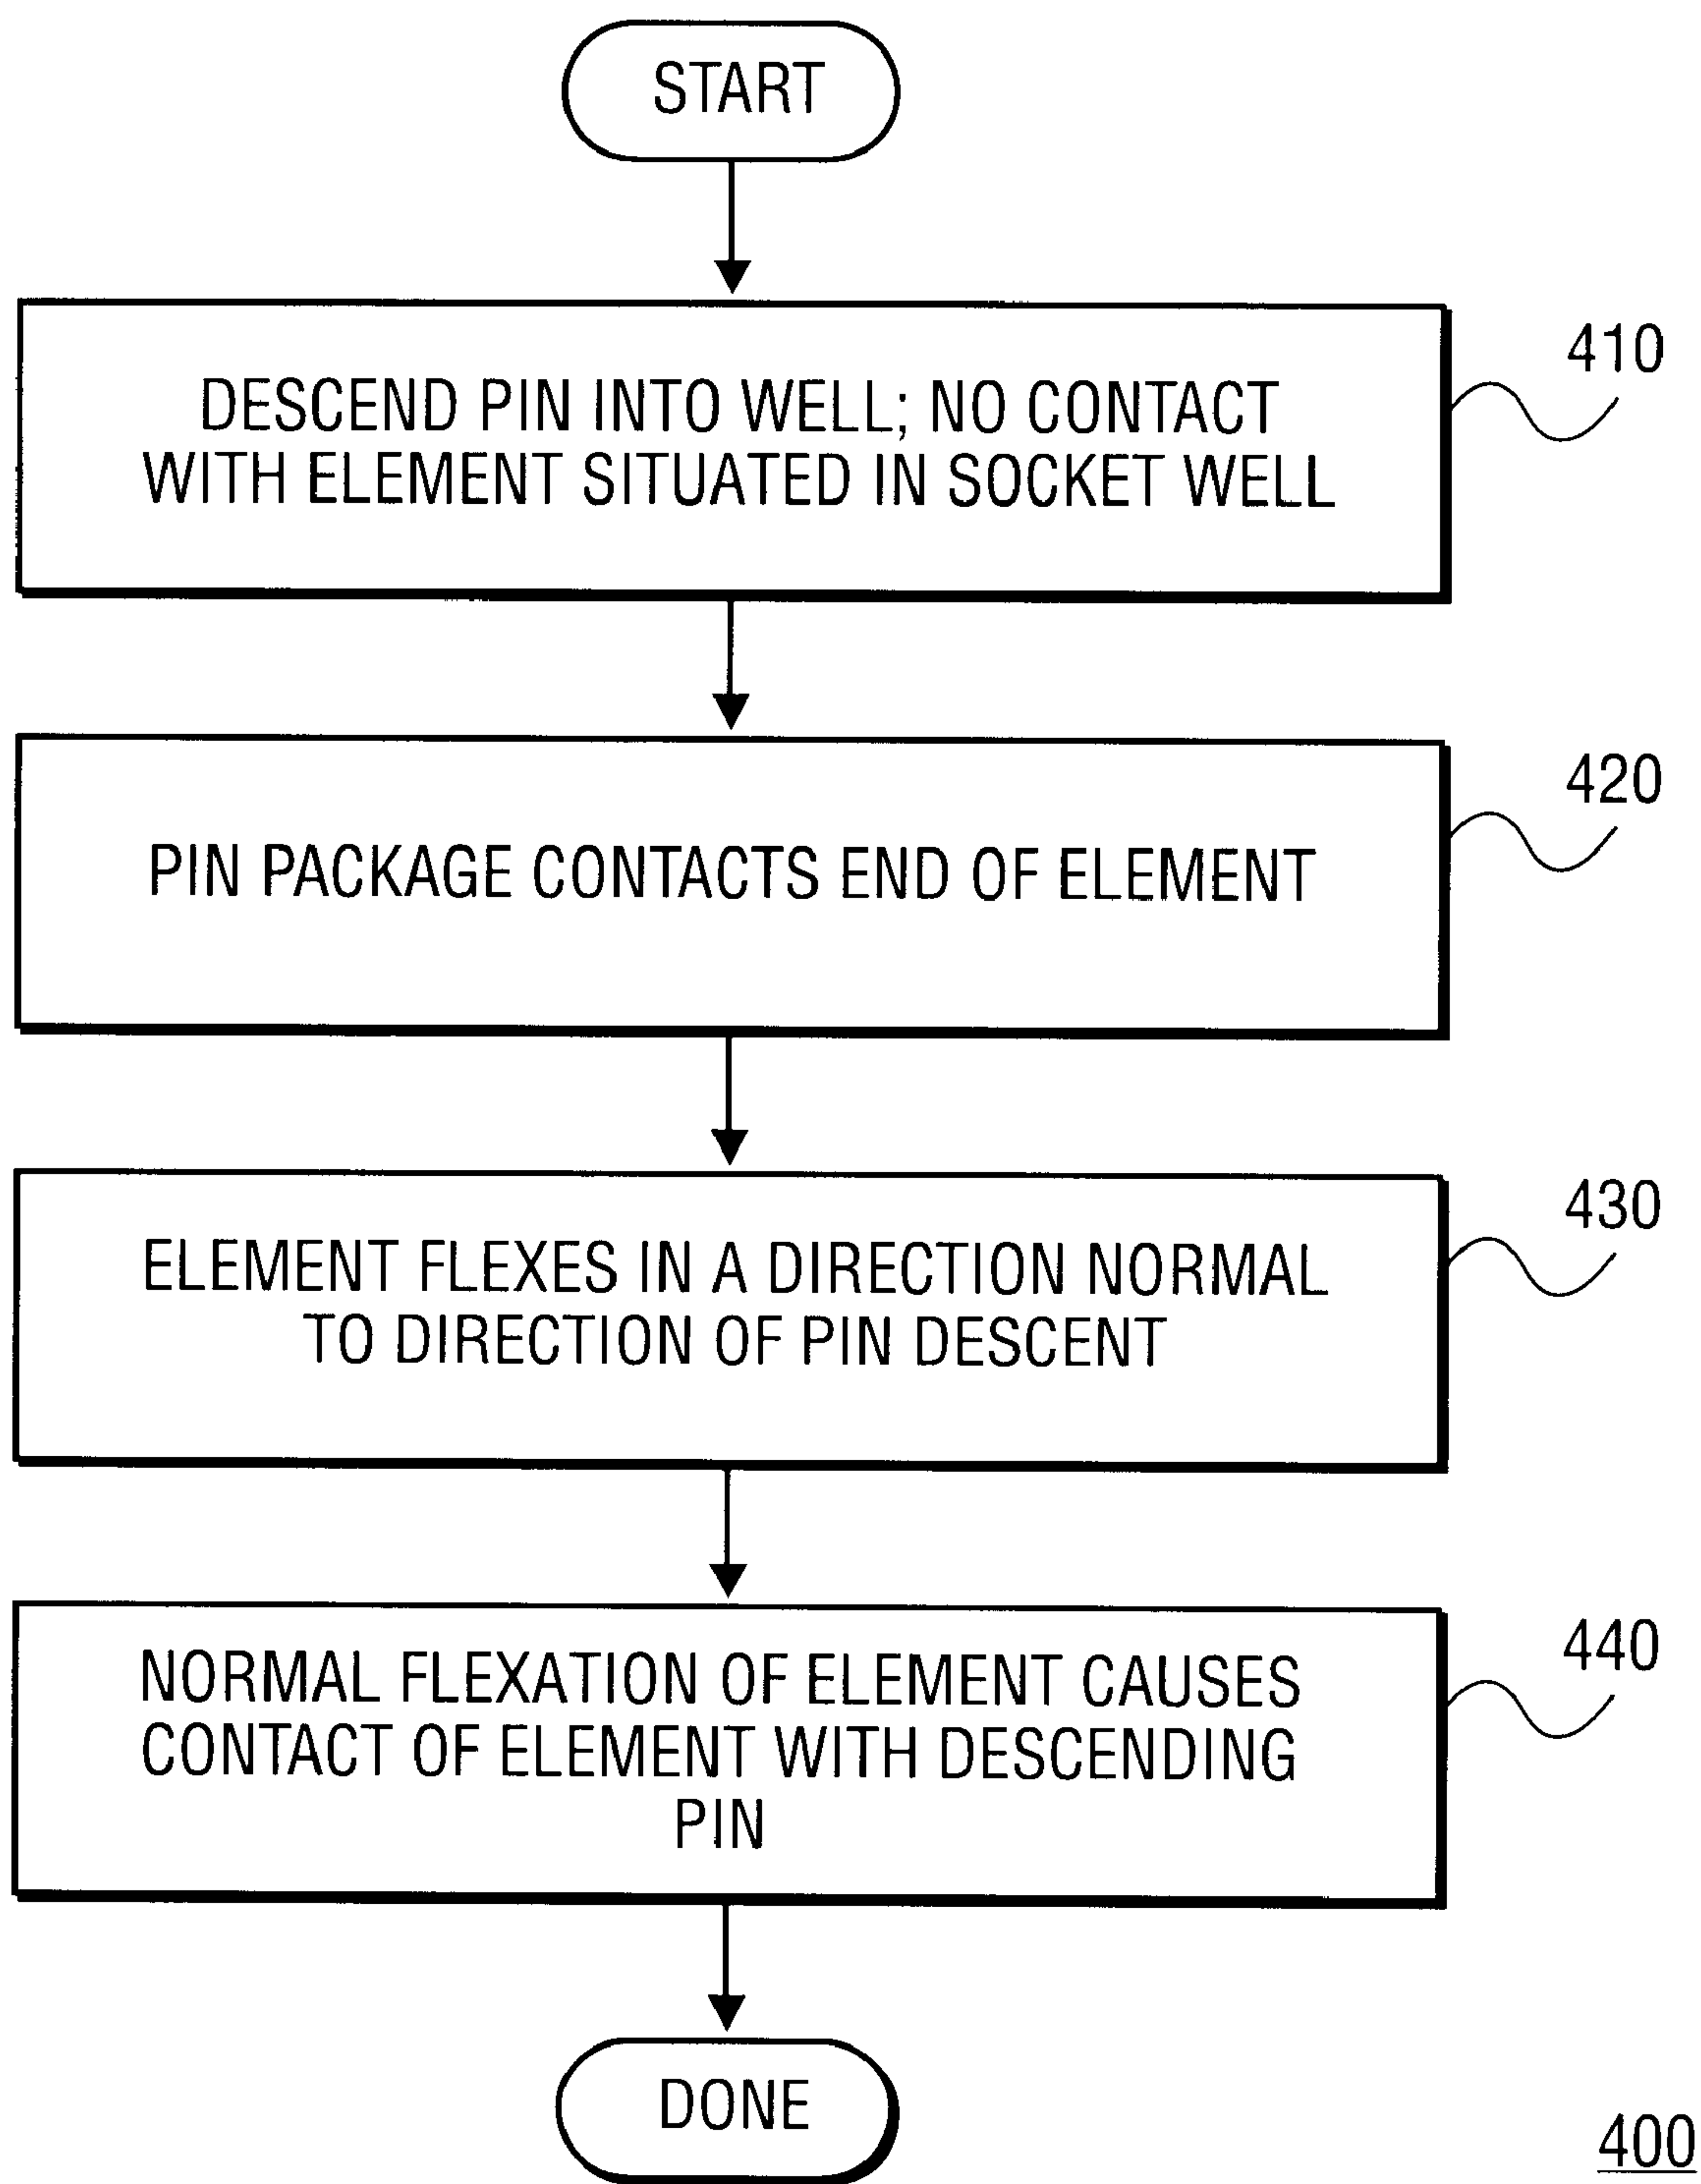 START
DESCEND PIN INTO WELL; NO CONTACT
WITH ELEMENT SITUATED IN SOCKET WELL
410
PIN PACKAGE CONTACTS END OF ELEMENT
420
ELEMENT FLEXES IN A DIRECTION NORMAL
TO DIRECTION OF PIN DESCENT
430
NORMAL FLEXATION OF ELEMENT CAUSES
CONTACT OF ELEMENT WITH DESCENDING
PIN
440
DONE
400